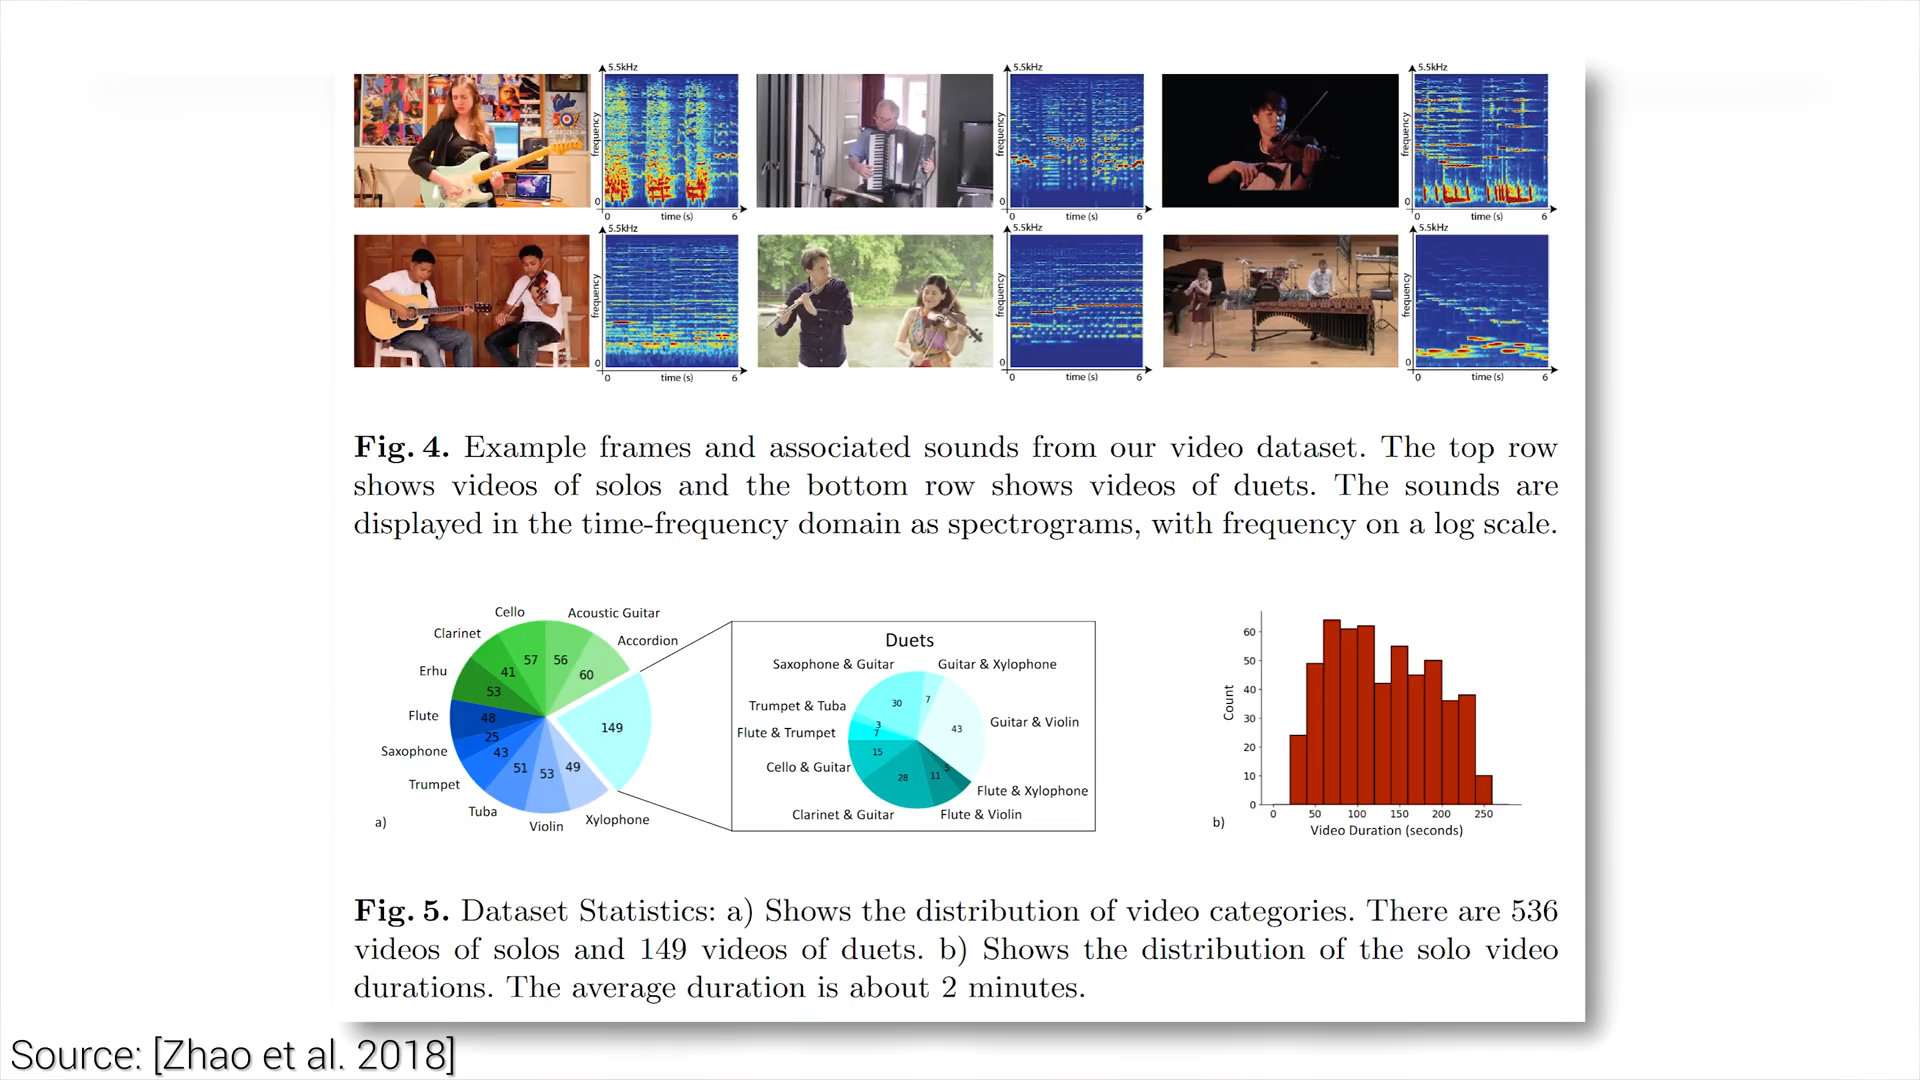 5.5kHz
frequency
0
0
time (s)
6
5.5kHz
frequency
0
0
time (s)
6
5.5kHz
frequency
0
0
time (s)
6
5.5kHz
frequency
0
0
time (s)
6
5.5kHz
frequency
0
0
time (s)
6
5.5kHz
frequency
0
0
time (s)
6
Fig. 4. Example frames and associated sounds from our video dataset. The top row
shows videos of solos and the bottom row shows videos of duets. The sounds are
displayed in the time-frequency domain as spectrograms, with frequency on a log scale.
Cello
Acoustic Guitar
Clarinet
Accordion
Erhu
Flute
Saxophone
Trumpet
Tuba
Violin
Xylophone
57
56
41
60
53
48
25
43
51
53
49
149
a)
Duets
Saxophone & Guitar
Guitar & Xylophone
Trumpet & Tuba
Guitar & Violin
Flute & Trumpet
Cello & Guitar
Flute & Xylophone
Clarinet & Guitar
Flute & Violin
30
7
3
7
43
15
28
11
5
b)
Count
60
50
40
30
20
10
0
0
50
100
150
200
250
Video Duration (seconds)
Fig. 5. Dataset Statistics: a) Shows the distribution of video categories. There are 536
videos of solos and 149 videos of duets. b) Shows the distribution of the solo video
durations. The average duration is about 2 minutes.
Source: [Zhao et al. 2018]